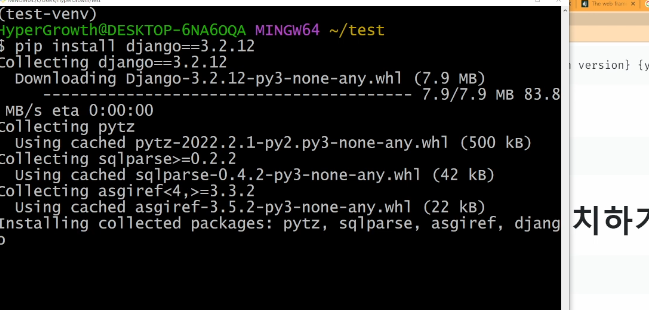 (test-venv)
HyperGrowth@DESKTOP-6NA6OQA MINGW64 ~/test
$ pip install django==3.2.12
Collecting django==3.2.12
Downloading Django-3.2.12-py3-none-any.whl (7.9 MB)
---------------------------------------- 7.9/7.9 MB 83.8
MB/s eta 0:00:00
Collecting pytz
Using cached pytz-2022.2.1-py2.py3-none-any.whl (500 kB)
Collecting sqlparse>=0.2.2
Using cached sqlparse-0.4.2-py3-none-any.whl (42 kB)
Collecting asgiref<4,>=3.3.2
Using cached asgiref-3.5.2-py3-none-any.whl (22 kB)
Installing collected packages: pytz, sqlparse, asgiref, djang
o
The web fram
version} {y
치하기